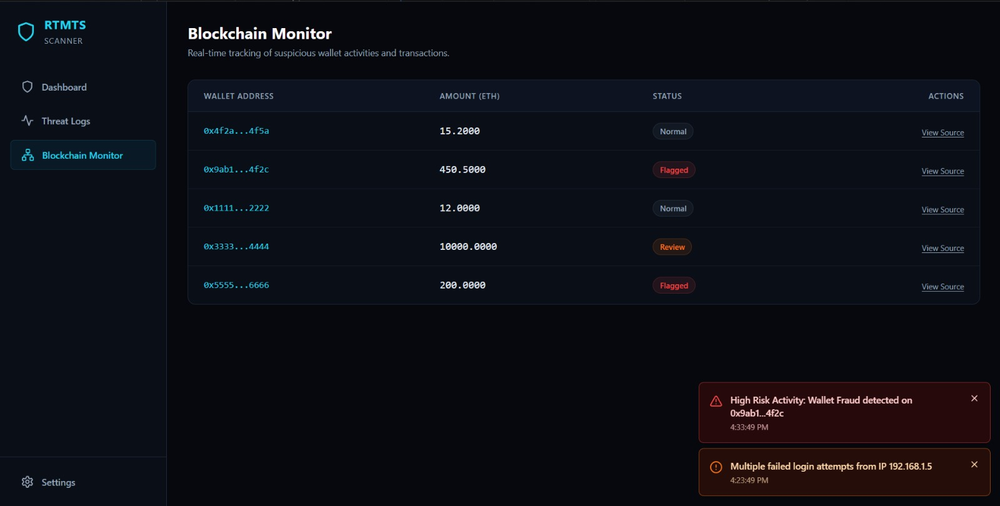 RTMTS
SCANNER
Dashboard
Threat Logs
Blockchain Monitor
Settings
Blockchain Monitor
Real-time tracking of suspicious wallet activities and transactions.
WALLET ADDRESS AMOUNT (ETH) STATUS ACTIONS
0x4f2a...4f5a 15.2000 Normal View Source
0x9ab1...4f2c 450.5000 Flagged View Source
0x1111...2222 12.0000 Normal View Source
0x3333...4444 10000.0000 Review View Source
0x5555...6666 200.0000 Flagged View Source
High Risk Activity: Wallet Fraud detected on
0x9ab1...4f2c
4:33:49 PM
Multiple failed login attempts from IP 192.168.1.5
4:23:49 PM